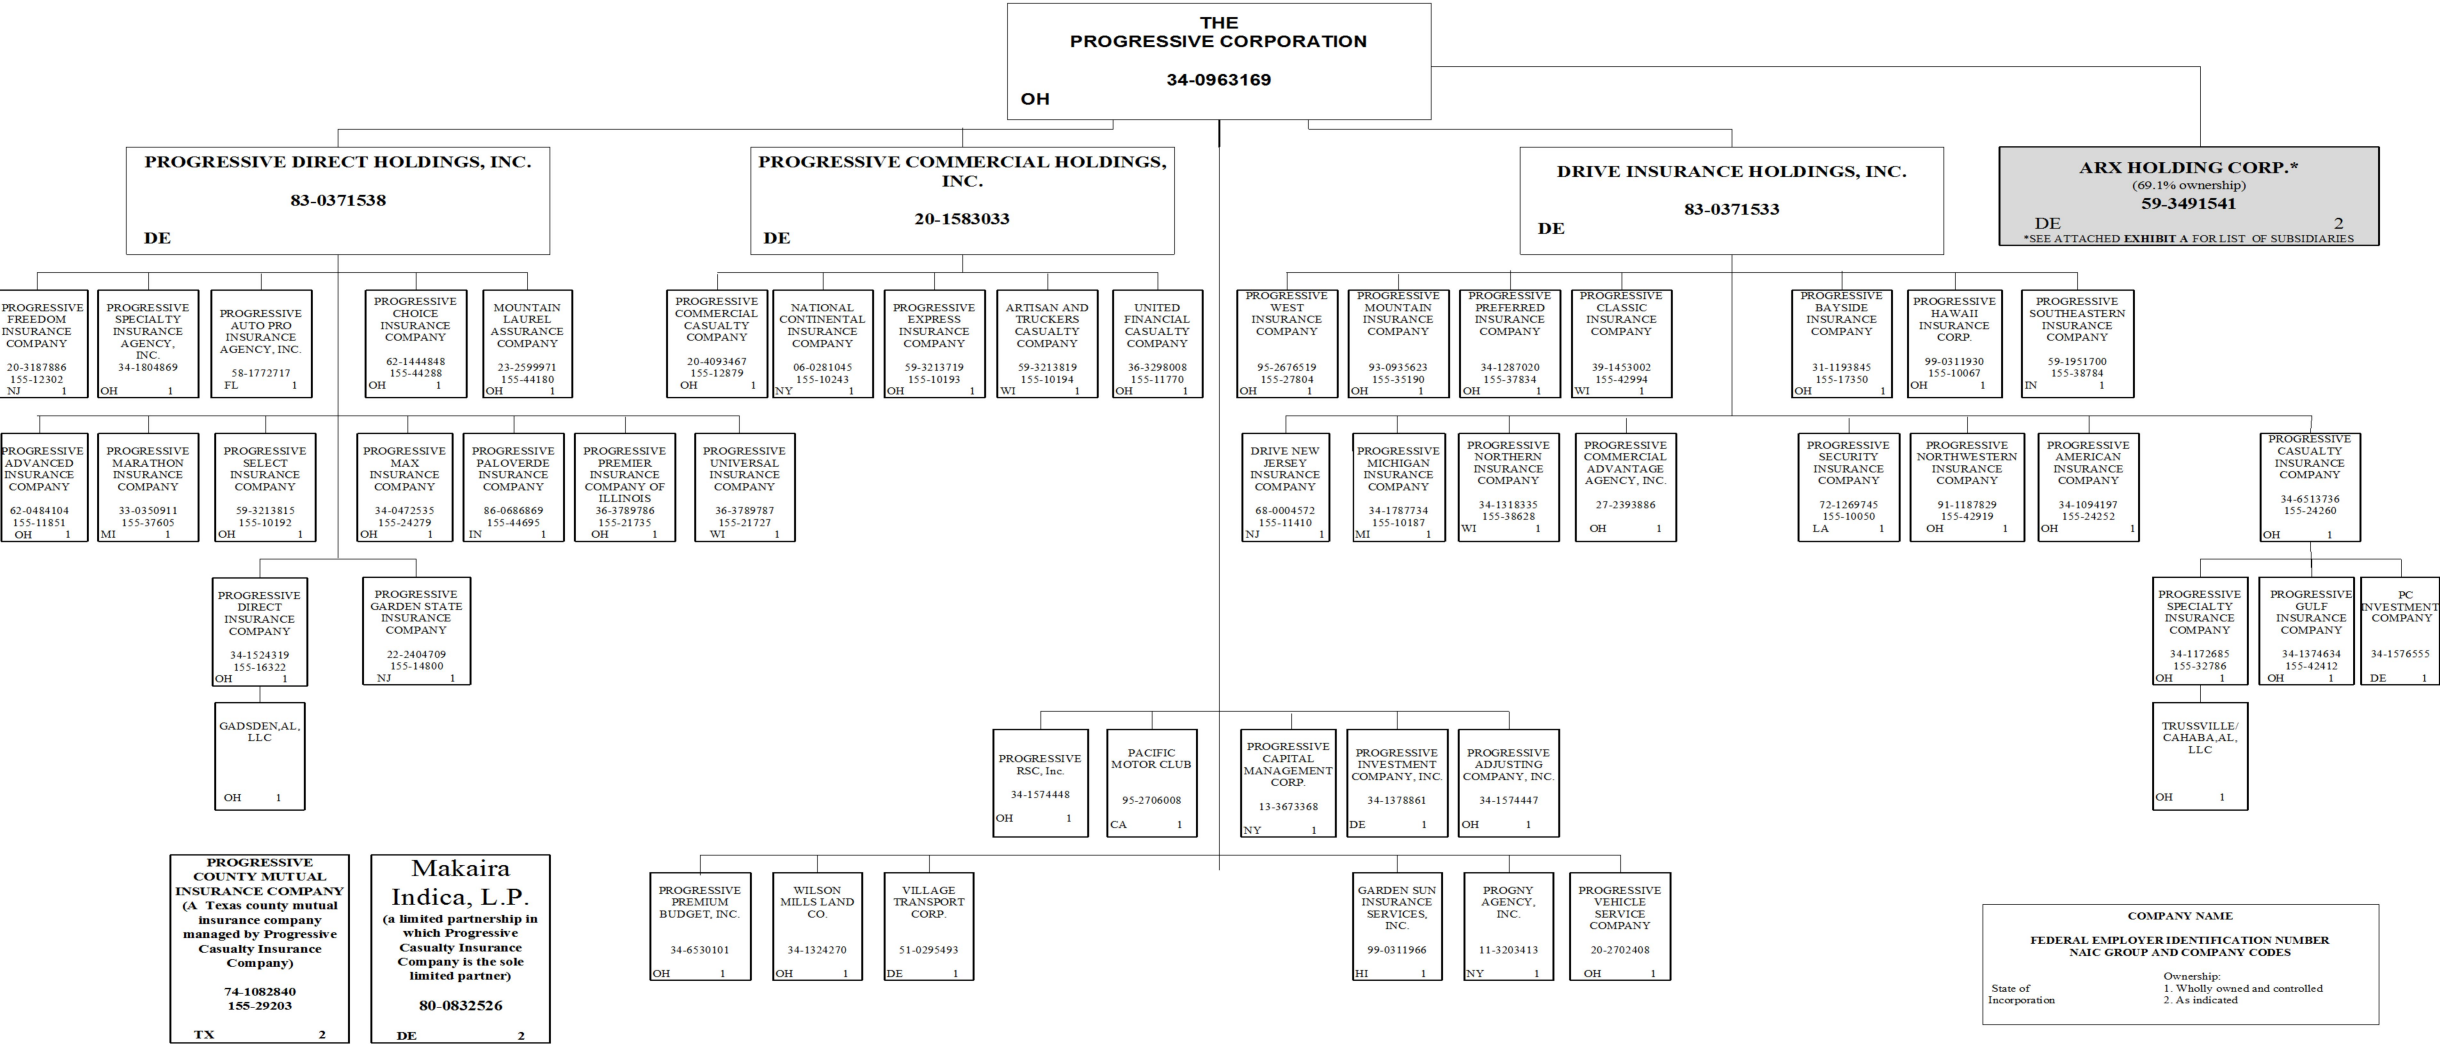 THE
PROGRESSIVE CORPORATION
34-0963169
OH
PROGRESSIVE DIRECT HOLDINGS, INC.
83-0371538
DE
PROGRESSIVE COMMERCIAL HOLDINGS,
INC.
20-1583033
DE
DRIVE INSURANCE HOLDINGS, INC.
83-0371533
DE
ARX HOLDING CORP.*
(69.1% ownership)
59-3491541
DE 2
*SEE ATTACHED EXHIBIT A FOR LIST OF SUBSIDIARIES
PROGRESSIVE
FREEDOM
INSURANCE
COMPANY
20-3187886
155-12302
NJ 1
PROGRESSIVE
SPECIALTY
INSURANCE
AGENCY,
INC.
34-1804869
OH 1
PROGRESSIVE
AUTO PRO
INSURANCE
AGENCY, INC.
58-1772717
FL 1
PROGRESSIVE
CHOICE
INSURANCE
COMPANY
62-1444848
155-44288
OH 1
MOUNTAIN
LAUREL
ASSURANCE
COMPANY
23-2599971
155-44180
OH 1
PROGRESSIVE
COMMERCIAL
CASUALTY
COMPANY
20-4093467
155-12879
OH 1
NATIONAL
CONTINENTAL
INSURANCE
COMPANY
06-0281045
155-10243
NY 1
PROGRESSIVE
EXPRESS
INSURANCE
COMPANY
59-3213719
155-10193
OH 1
ARTISAN AND
TRUCKERS
CASUALTY
COMPANY
59-3213819
155-10194
WI 1
UNITED
FINANCIAL
CASUALTY
COMPANY
36-3298008
155-11770
OH 1
PROGRESSIVE
WEST
INSURANCE
COMPANY
95-2676519
155-27804
OH 1
PROGRESSIVE
MOUNTAIN
INSURANCE
COMPANY
93-0935623
155-35190
OH 1
PROGRESSIVE
PREFERRED
INSURANCE
COMPANY
34-1287020
155-37834
OH 1
PROGRESSIVE
CLASSIC
INSURANCE
COMPANY
39-1453002
155-42994
WI 1
PROGRESSIVE
BAYSIDE
INSURANCE
COMPANY
31-1193845
155-17350
OH 1
PROGRESSIVE
HAWAII
INSURANCE
CORP.
99-0311930
155-10067
OH 1
PROGRESSIVE
SOUTHEASTERN
INSURANCE
COMPANY
59-1951700
155-38784
IN 1
PROGRESSIVE
ADVANCED
INSURANCE
COMPANY
62-0484104
155-11851
OH 1
PROGRESSIVE
MARATHON
INSURANCE
COMPANY
33-0350911
155-37605
MI 1
PROGRESSIVE
SELECT
INSURANCE
COMPANY
59-3213815
155-10192
OH 1
PROGRESSIVE
MAX
INSURANCE
COMPANY
34-0472535
155-24279
OH 1
PROGRESSIVE
PALOVERDE
INSURANCE
COMPANY
86-0686869
155-44695
IN 1
PROGRESSIVE
PREMIER
INSURANCE
COMPANY OF
ILLINOIS
36-3789786
155-21735
OH 1
PROGRESSIVE
UNIVERSAL
INSURANCE
COMPANY
36-3789787
155-21727
WI 1
DRIVE NEW
JERSEY
INSURANCE
COMPANY
68-0004572
155-11410
NJ 1
PROGRESSIVE
MICHIGAN
INSURANCE
COMPANY
34-1787734
155-10187
MI 1
PROGRESSIVE
NORTHERN
INSURANCE
COMPANY
34-1318335
155-38628
WI 1
PROGRESSIVE
COMMERCIAL
ADVANTAGE
AGENCY, INC.
27-2393886
OH 1
PROGRESSIVE
SECURITY
INSURANCE
COMPANY
72-1269745
155-10050
LA 1
PROGRESSIVE
NORTHWESTERN
INSURANCE
COMPANY
91-1187829
155-42919
OH 1
PROGRESSIVE
AMERICAN
INSURANCE
COMPANY
34-1094197
155-24252
OH 1
PROGRESSIVE
CASUALTY
INSURANCE
COMPANY
34-6513736
155-24260
OH 1
PROGRESSIVE
DIRECT
INSURANCE
COMPANY
34-1524319
155-16322
OH 1
PROGRESSIVE
GARDEN STATE
INSURANCE
COMPANY
22-2404709
155-14800
NJ 1
PROGRESSIVE
SPECIALTY
INSURANCE
COMPANY
34-1172685
155-32786
OH 1
PROGRESSIVE
GULF
INSURANCE
COMPANY
34-1374634
155-42412
OH 1
PC
INVESTMENT
COMPANY
34-1576555
DE 1
GADSDEN,AL,
LLC
OH 1
TRUSSVILLE/
CAHABA,AL,
LLC
OH 1
PROGRESSIVE
RSC, Inc.
34-1574448
OH 1
PACIFIC
MOTOR CLUB
95-2706008
CA 1
PROGRESSIVE
CAPITAL
MANAGEMENT
CORP.
13-3673368
NY 1
PROGRESSIVE
INVESTMENT
COMPANY, INC.
34-1378861
DE 1
PROGRESSIVE
ADJUSTING
COMPANY, INC.
34-1574447
OH 1
PROGRESSIVE
COUNTY MUTUAL
INSURANCE COMPANY
(A Texas county mutual
insurance company
managed by Progressive
Casualty Insurance
Company)
74-1082840
155-29203
TX 2
Makaira
Indica, L.P.
(a limited partnership in
which Progressive
Casualty Insurance
Company is the sole
limited partner)
80-0832526
DE 2
PROGRESSIVE
PREMIUM
BUDGET, INC.
34-6530101
OH 1
WILSON
MILLS LAND
CO.
34-1324270
OH 1
VILLAGE
TRANSPORT
CORP.
51-0295493
DE 1
GARDEN SUN
INSURANCE
SERVICES,
INC.
99-0311966
HI 1
PROGNY
AGENCY,
INC.
11-3203413
NY 1
PROGRESSIVE
VEHICLE
SERVICE
COMPANY
20-2702408
OH 1
COMPANY NAME
FEDERAL EMPLOYER IDENTIFICATION NUMBER
NAIC GROUP AND COMPANY CODES
Ownership:
State of 1. Wholly owned and controlled
Incorporation 2. As indicated